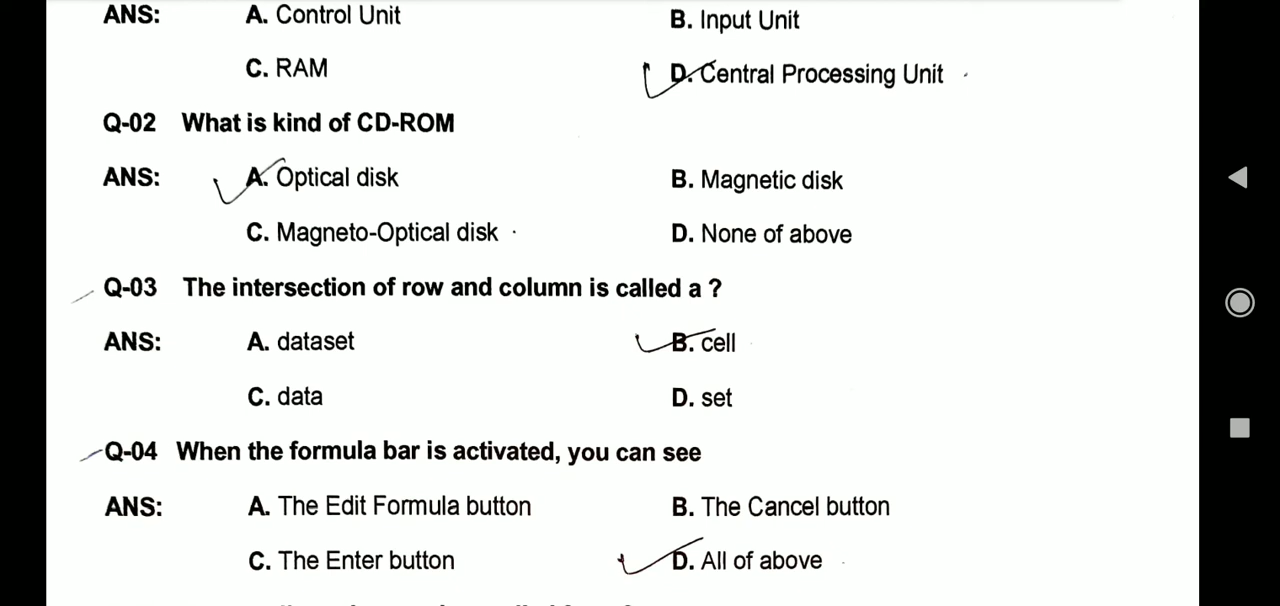 ANS: A. Control Unit B. Input Unit
C. RAM D. Central Processing Unit
Q-02 What is kind of CD-ROM
ANS: A. Optical disk B. Magnetic disk
C. Magneto-Optical disk D. None of above
Q-03 The intersection of row and column is called a ?
ANS: A. dataset B. cell
C. data D. set
Q-04 When the formula bar is activated, you can see
ANS: A. The Edit Formula button B. The Cancel button
C. The Enter button D. All of above